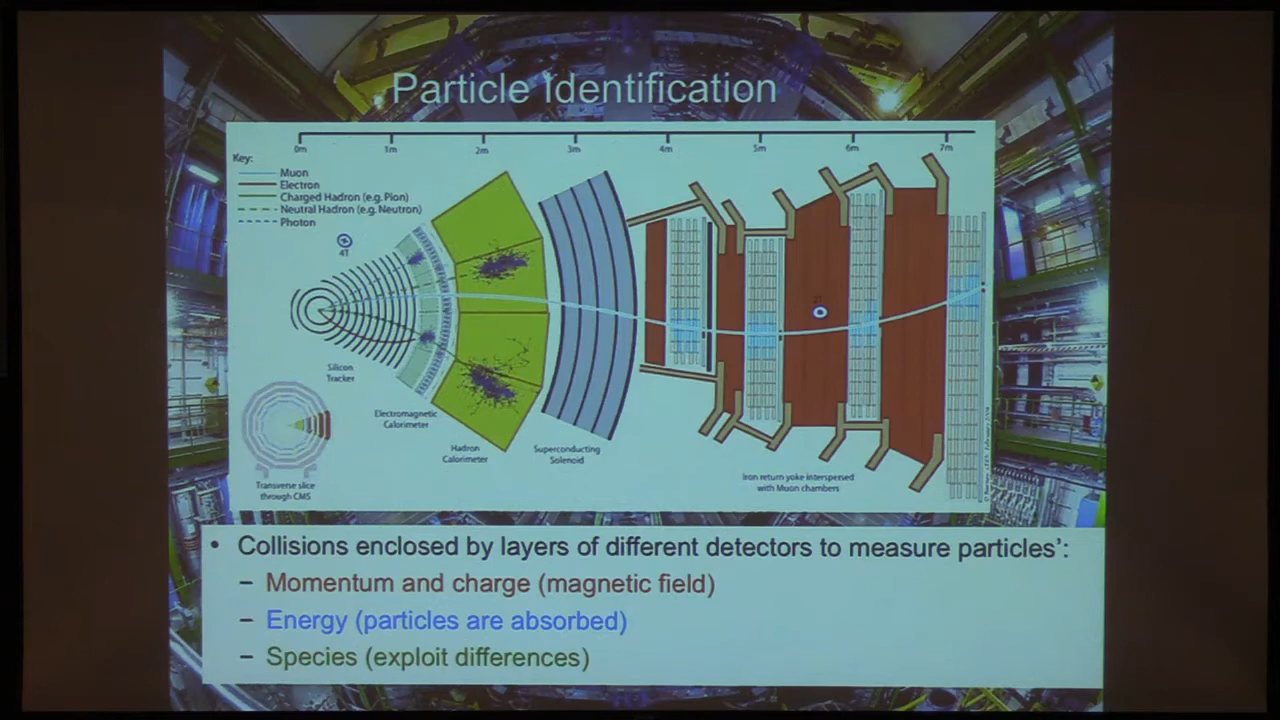 Particle Identification
0m 1m 2m 3m 4m 5m 6m 7m
Key:
Muon
Electron
Charged Hadron (e.g. Pion)
Neutral Hadron (e.g. Neutron)
Photon
4T
2T
Silicon
Tracker
Electromagnetic
Calorimeter
Hadron
Calorimeter
Superconducting
Solenoid
Iron return yoke interspersed
with Muon chambers
Transverse slice
through CMS
• Collisions enclosed by layers of different detectors to measure particles’:
– Momentum and charge (magnetic field)
– Energy (particles are absorbed)
– Species (exploit differences)